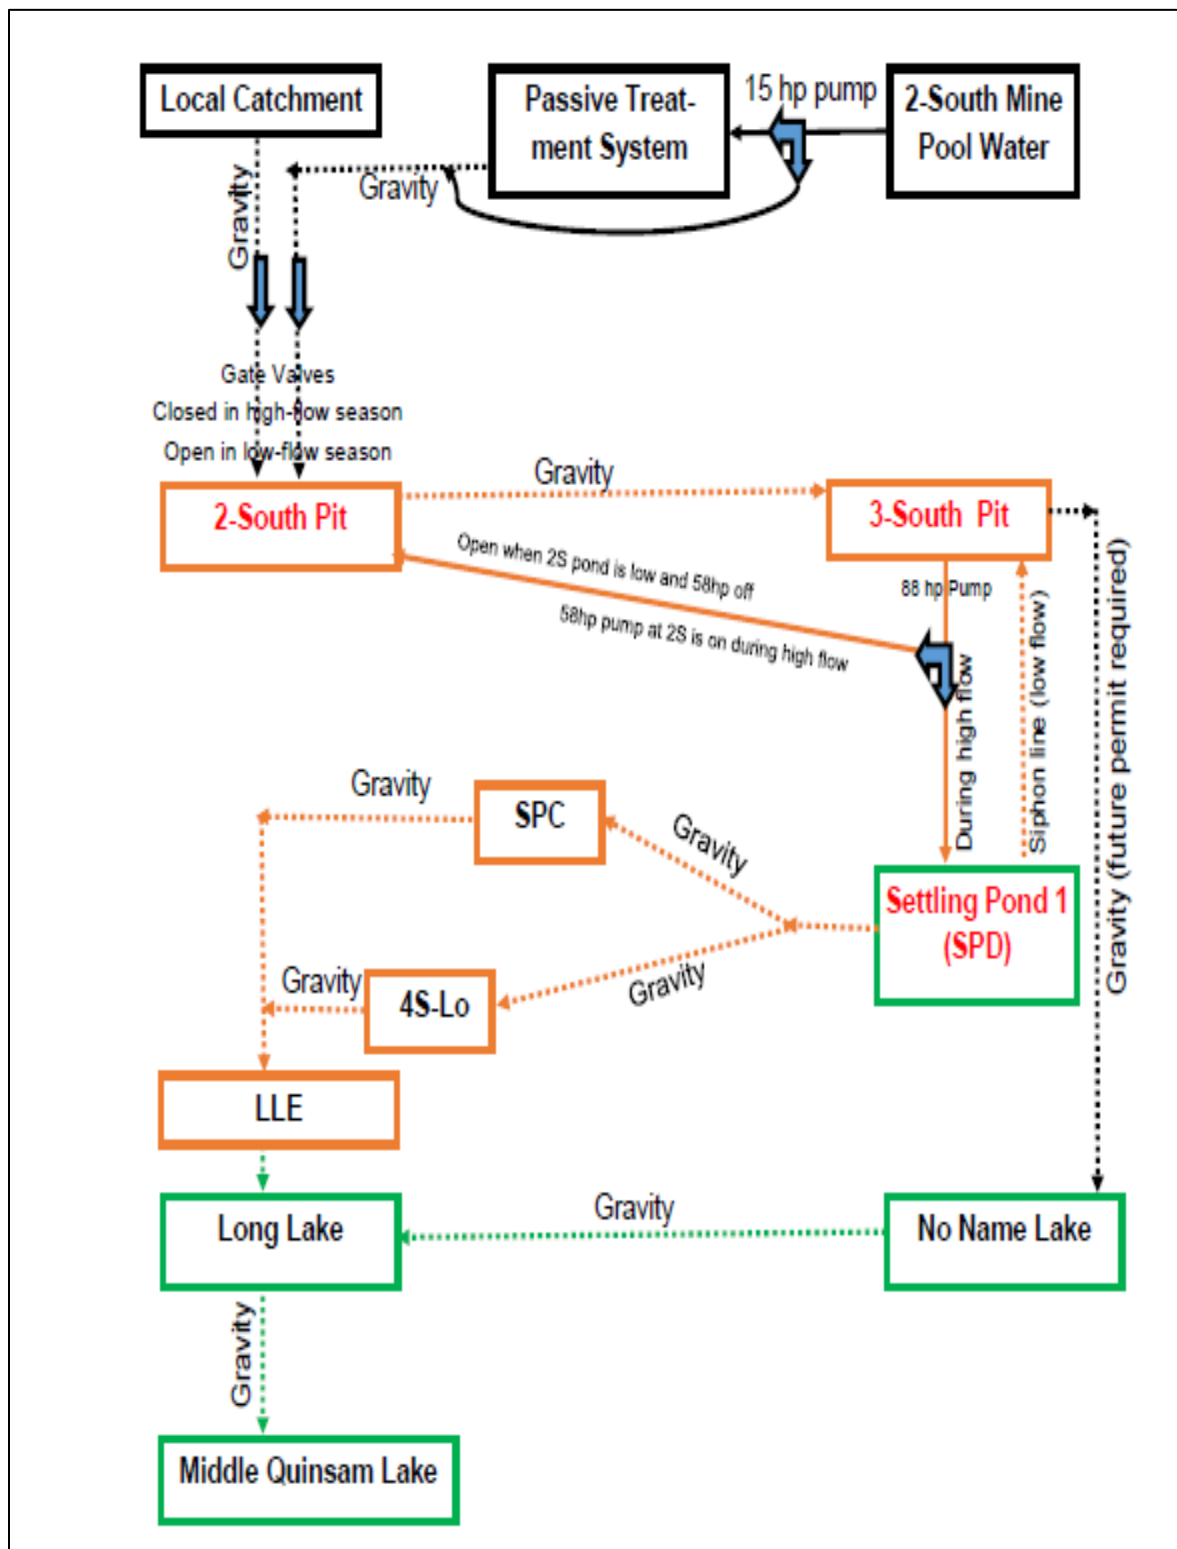 Local Catchment
Passive Treat-
ment System
15 hp pump
2-South Mine
Pool Water
Gravity
Gravity
Gate Valves
Closed in high-flow season
Open in low-flow season
2-South Pit
Gravity
3-South Pit
Open when 2S pond is low and 58hp off
58hp pump at 2S is on during high flow
88 hp Pump
During high flow
Siphon line (low flow)
Gravity (future permit required)
Gravity
SPC
Gravity
Settling Pond 1
(SPD)
Gravity
4S-Lo
Gravity
LLE
Long Lake
Gravity
No Name Lake
Gravity
Middle Quinsam Lake